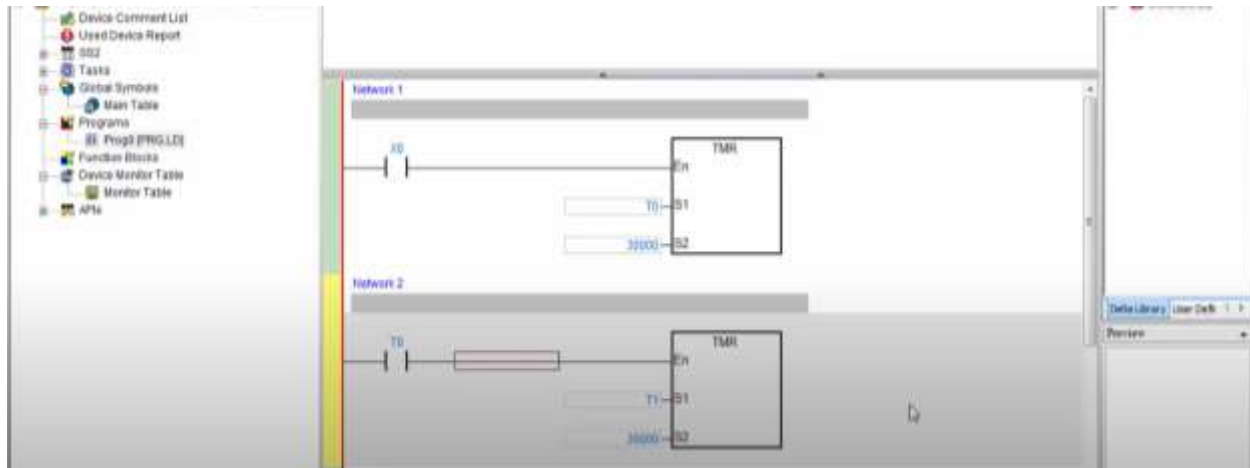 Device Comment List
Used Device Report
SS2
Tasks
Global Symbols
Main Table
Programs
Prog0 [PRG,LD]
Function Blocks
Device Monitor Table
Monitor Table
APIs
Network 1
X0
TMR
En
T0
S1
30000
S2
Network 2
T0
TMR
En
T1
S1
30000
S2
Delta Library
Preview